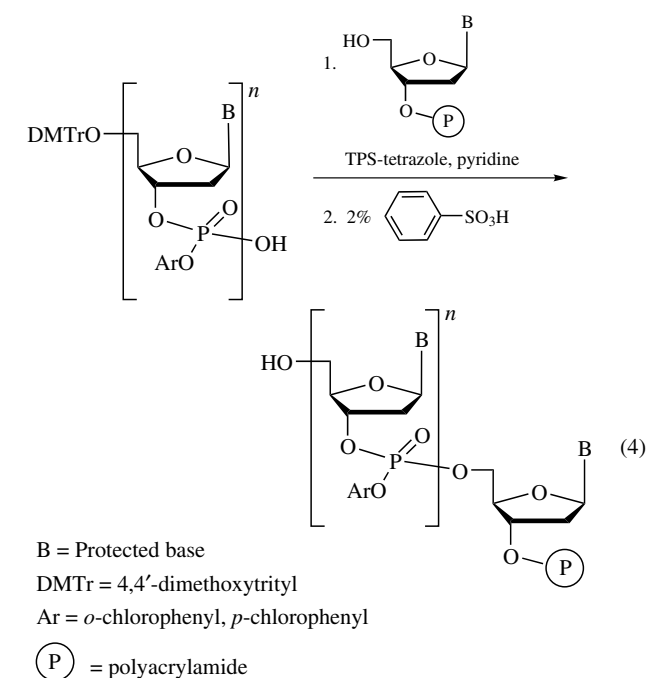 B
HO
1.
O
O
P
n
B
DMTrO
O
TPS-tetrazole, pyridine
O
O
P
OH
ArO
2. 2%
SO₃H
n
B
HO
O
O
O
P
O
ArO
B
(4)
O
O
P
B = Protected base
DMTr = 4,4′-dimethoxytrityl
Ar = o-chlorophenyl, p-chlorophenyl
P = polyacrylamide